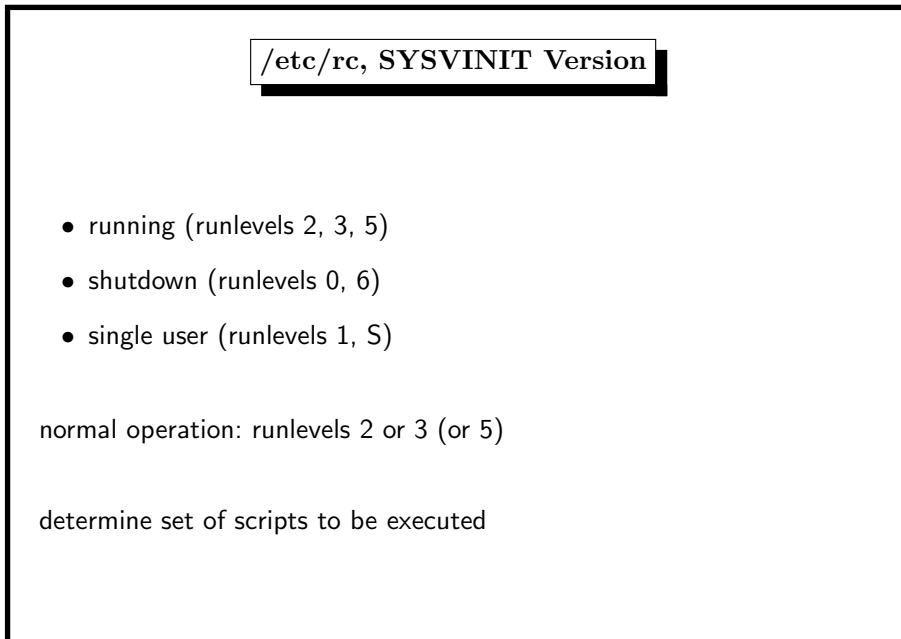 /etc/rc, SYSVINIT Version
• running (runlevels 2, 3, 5)
• shutdown (runlevels 0, 6)
• single user (runlevels 1, S)
normal operation: runlevels 2 or 3 (or 5)
determine set of scripts to be executed